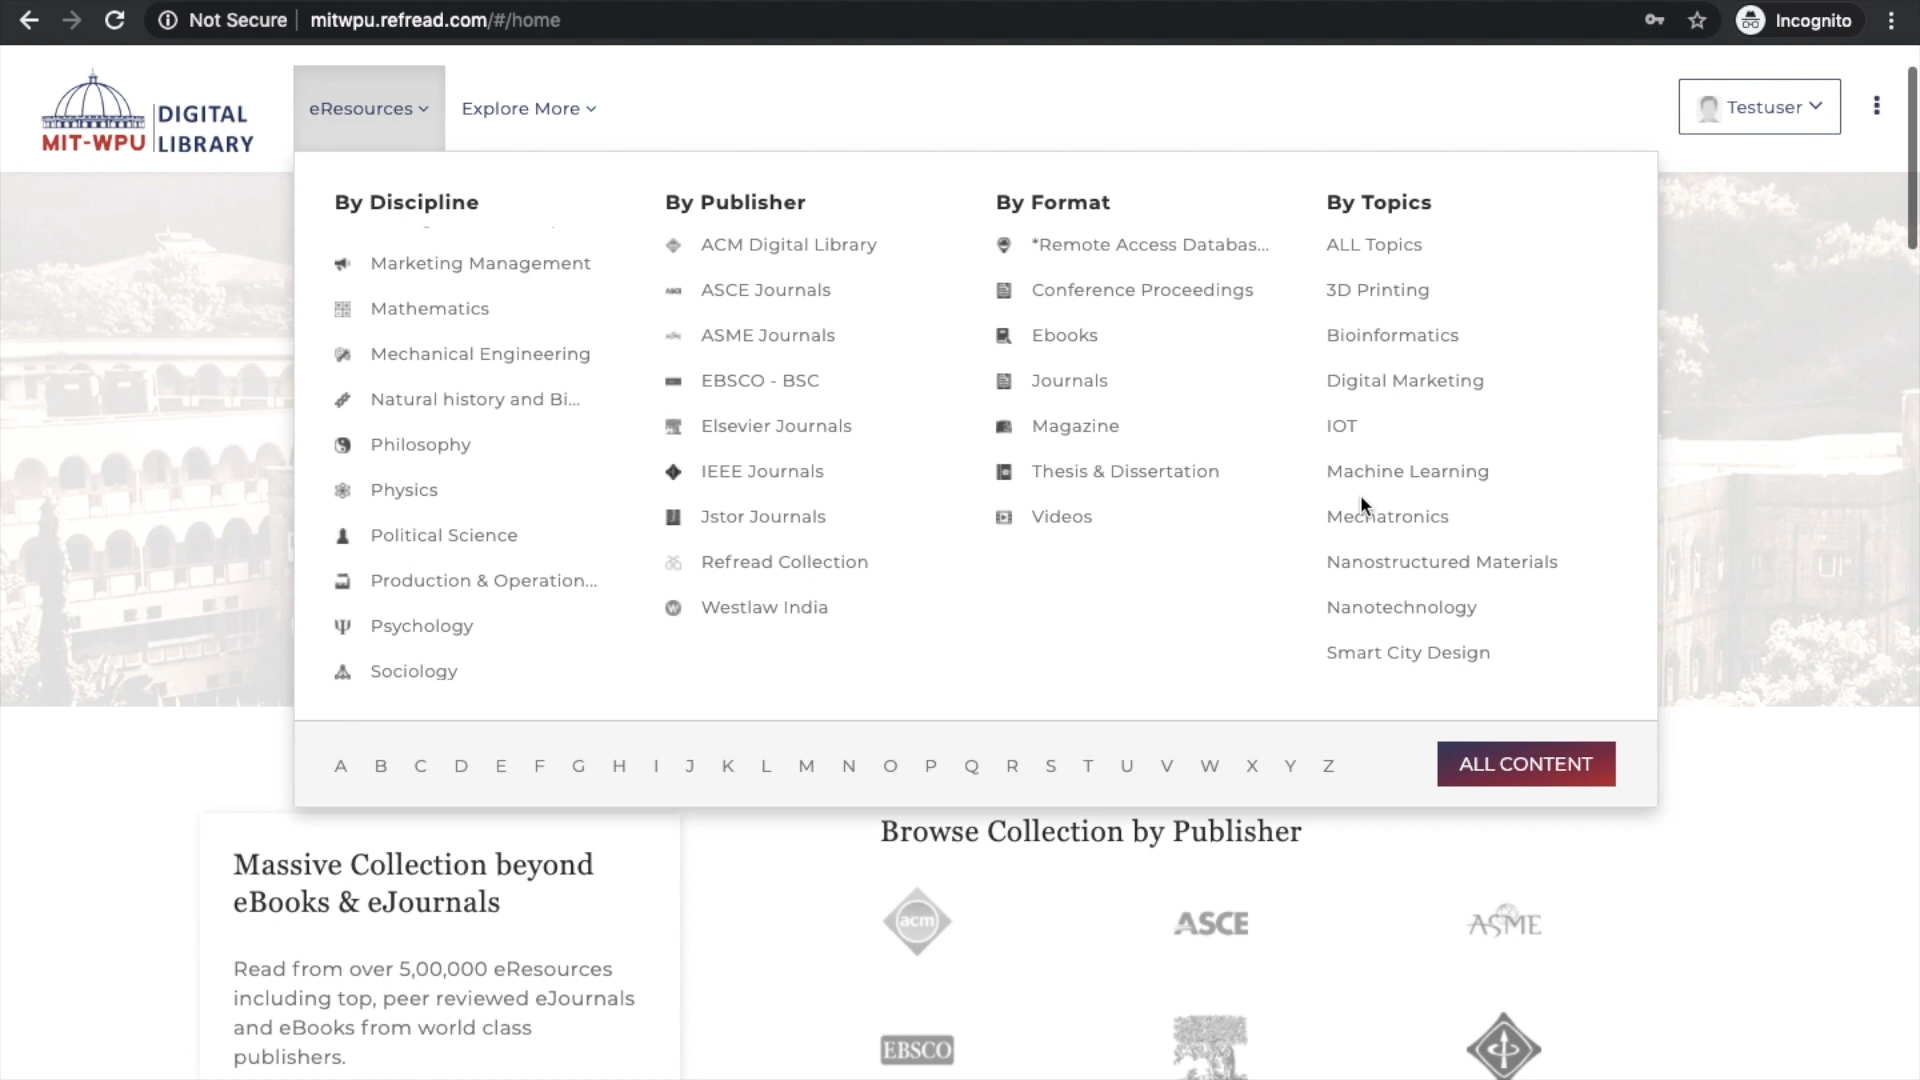 Not Secure | mitwpu.refread.com/#/home
Incognito
MIT-WPU
DIGITAL
LIBRARY
eResources
Explore More
Testuser
By Discipline
Marketing Management
Mathematics
Mechanical Engineering
Natural history and Bi...
Philosophy
Physics
Political Science
Production & Operation...
Psychology
Sociology
By Publisher
ACM Digital Library
ASCE Journals
ASME Journals
EBSCO - BSC
Elsevier Journals
IEEE Journals
Jstor Journals
Refread Collection
Westlaw India
By Format
*Remote Access Databas...
Conference Proceedings
Ebooks
Journals
Magazine
Thesis & Dissertation
Videos
By Topics
ALL Topics
3D Printing
Bioinformatics
Digital Marketing
IOT
Machine Learning
Mechatronics
Nanostructured Materials
Nanotechnology
Smart City Design
A B C D E F G H I J K L M N O P Q R S T U V W X Y Z
ALL CONTENT
Massive Collection beyond
eBooks & eJournals
Read from over 5,00,000 eResources
including top, peer reviewed eJournals
and eBooks from world class
publishers.
Browse Collection by Publisher
acm
ASCE
ASME
EBSCO